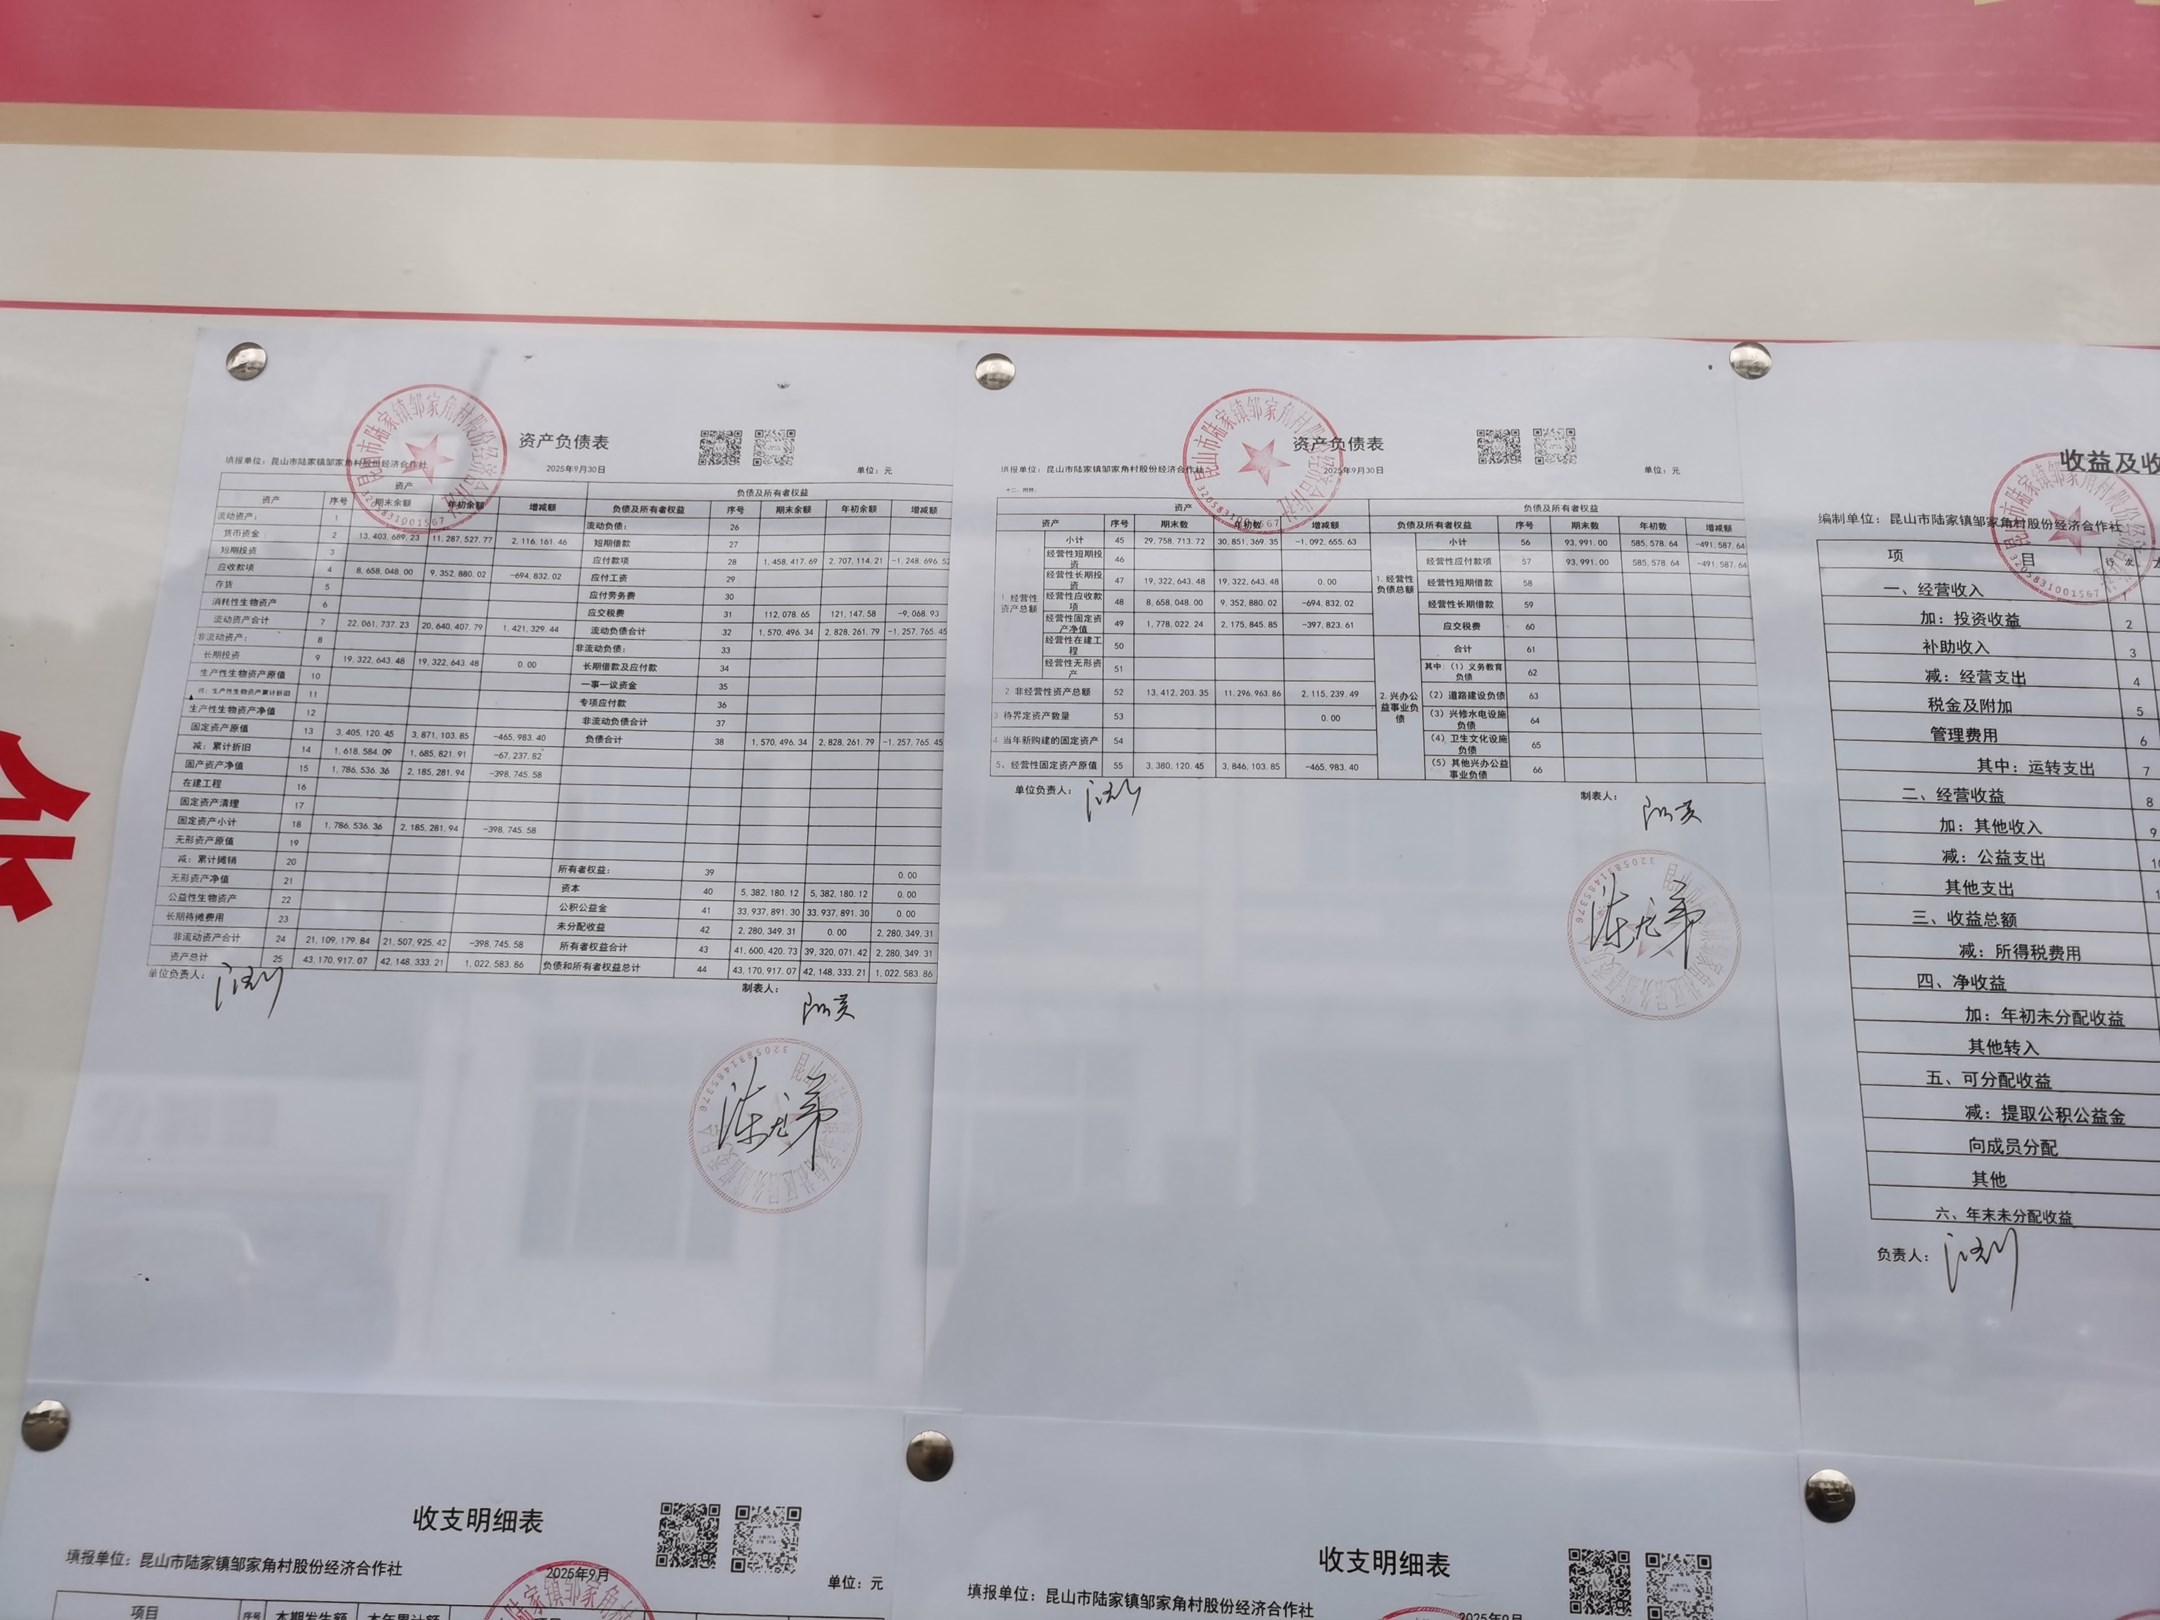 资产负债表
填报单位：昆山市陆家镇邹家角村股份经济合作社 2025年9月30日 单位：元
资产 负债及所有者权益
资产 序号 期末余额 年初余额 增减额 负债及所有者权益 序号 期末余额 年初余额 增减额
流动资产： 1 流动负债： 26
货币资金 2 13,403,689.23 11,287,527.77 2,116,161.46 短期借款 27
短期投资 3 应付款项 28 1,458,417.69 2,707,114.21 -1,248,696.52
应收款项 4 8,658,048.00 9,352,880.02 -694,832.02 应付工资 29
存货 5 应付劳务费 30
消耗性生物资产 6 应交税费 31 112,078.65 121,147.58 -9,068.93
流动资产合计 7 22,061,737.23 20,640,407.79 1,421,329.44 流动负债合计 32 1,570,496.34 2,828,261.79 -1,257,765.45
非流动资产： 8 非流动负债： 33
长期投资 9 19,322,643.48 19,322,643.48 0.00 长期借款及应付款 34
生产性生物资产原值 10 一事一议资金 35
减：生产性生物资产累计折旧 11 专项应付款 36
生产性生物资产净值 12 非流动负债合计 37
固定资产原值 13 3,405,120.45 3,871,103.85 -465,983.40 负债合计 38 1,570,496.34 2,828,261.79 -1,257,765.45
减：累计折旧 14 1,618,584.09 1,685,821.91 -67,237.82
固产资产净值 15 1,786,536.36 2,185,281.94 -398,745.58
在建工程 16
固定资产清理 17
固定资产小计 18 1,786,536.36 2,185,281.94 -398,745.58
无形资产原值 19
减：累计摊销 20 所有者权益： 39 0.00
无形资产净值 21 资本 40 5,382,180.12 5,382,180.12 0.00
公益性生物资产 22 公积公益金 41 33,937,891.30 33,937,891.30 0.00
长期待摊费用 23 未分配收益 42 2,280,349.31 0.00 2,280,349.31
非流动资产合计 24 21,109,179.84 21,507,925.42 -398,745.58 所有者权益合计 43 41,600,420.73 39,320,071.42 2,280,349.31
资产总计 25 43,170,917.07 42,148,333.21 1,022,583.86 负债和所有者权益总计 44 43,170,917.07 42,148,333.21 1,022,583.86
单位负责人： 制表人：
资产负债表
填报单位：昆山市陆家镇邹家角村股份经济合作社 2025年9月30日 单位：元
资产 负债及所有者权益
资产 序号 期末数 年初数 增减额 负债及所有者权益 序号 期末数 年初数 增减额
1.经营性资产总额 小计 45 29,758,713.72 30,851,369.35 -1,092,655.63 1.经营性负债总额 小计 56 93,991.00 585,578.64 -491,587.64
经营性短期投资 46 经营性应付款项 57 93,991.00 585,578.64 -491,587.64
经营性长期投资 47 19,322,643.48 19,322,643.48 0.00 经营性短期借款 58
经营性应收款项 48 8,658,048.00 9,352,880.02 -694,832.02 经营性长期借款 59
经营性固定资产净值 49 1,778,022.24 2,175,845.85 -397,823.61 应交税费 60
经营性在建工程 50 2.兴办公益事业负债 合计 61
经营性无形资产 51 其中：（1）义务教育负债 62
2.非经营性资产总额 52 13,412,203.35 11,296,963.86 2,115,239.49 （2）道路建设负债 63
3.待界定资产数量 53 0.00 （3）兴修水电设施负债 64
4.当年新购建的固定资产 54 （4）卫生文化设施负债 65
5、经营性固定资产原值 55 3,380,120.45 3,846,103.85 -465,983.40 （5）其他兴办公益事业负债 66
单位负责人： 制表人：
收益及收
编制单位：昆山市陆家镇邹家角村股份经济合作社
项 目 行次
一、经营收入 1
加：投资收益 2
补助收入 3
减：经营支出 4
税金及附加 5
管理费用 6
其中：运转支出 7
二、经营收益 8
加：其他收入 9
减：公益支出 10
其他支出
三、收益总额
减：所得税费用
四、净收益
加：年初未分配收益
其他转入
五、可分配收益
减：提取公积公益金
向成员分配
其他
六、年末未分配收益
负责人：
收支明细表
填报单位：昆山市陆家镇邹家角村股份经济合作社 2025年9月 单位：元
项目 序号 本期发生额 本年累计额
收支明细表
填报单位：昆山市陆家镇邹家角村股份经济合作社 2025年9月